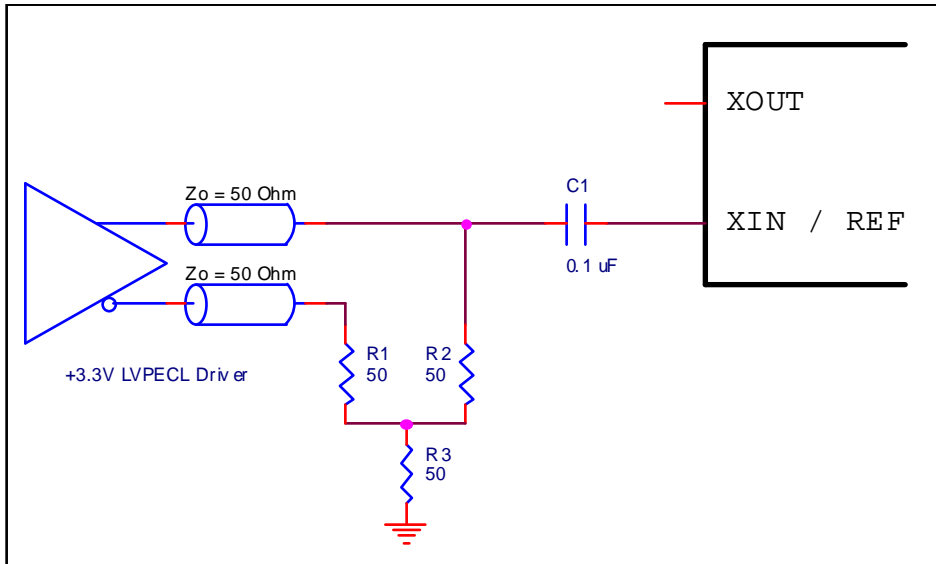 XOUT
Zo = 50 Ohm
C1
XIN / REF
0.1 uF
Zo = 50 Ohm
+3.3V LVPECL Driver
R1
50
R2
50
R3
50